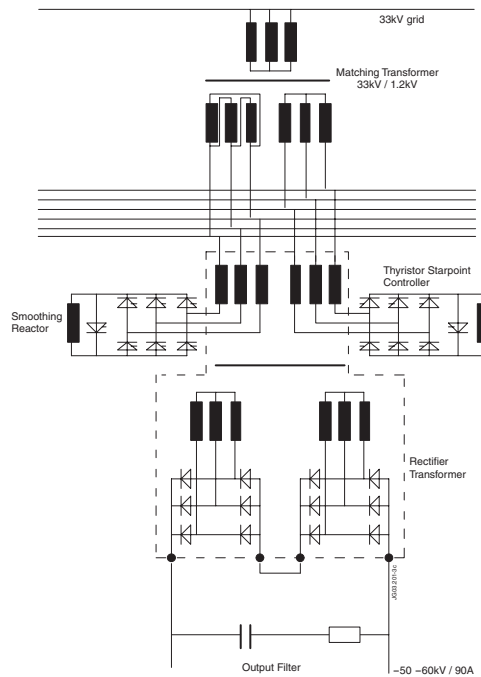 33kV grid
Matching Transformer
33kV / 1.2kV
Thyristor Starpoint
Controller
Smoothing
Reactor
Rectifier
Transformer
JG03.201-3c
Output Filter
–50 –60kV / 90A